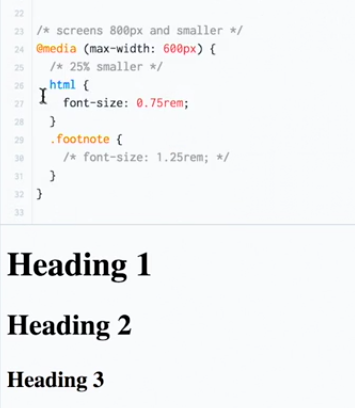 22
23 /* screens 800px and smaller */
24 @media (max-width: 600px) {
25 /* 25% smaller */
26 html {
27 font-size: 0.75rem;
28 }
29 .footnote {
30 /* font-size: 1.25rem; */
31 }
32 }
33
Heading 1
Heading 2
Heading 3